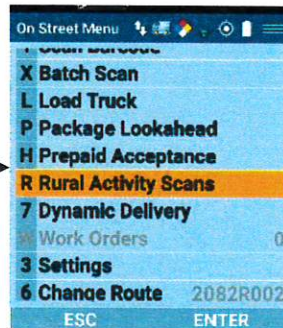 On Street Menu
X Batch Scan
L Load Truck
P Package Lookahead
H Prepaid Acceptance
R Rural Activity Scans
7 Dynamic Delivery
W Work Orders 0
3 Settings
6 Change Route 2082R002
ESC ENTER